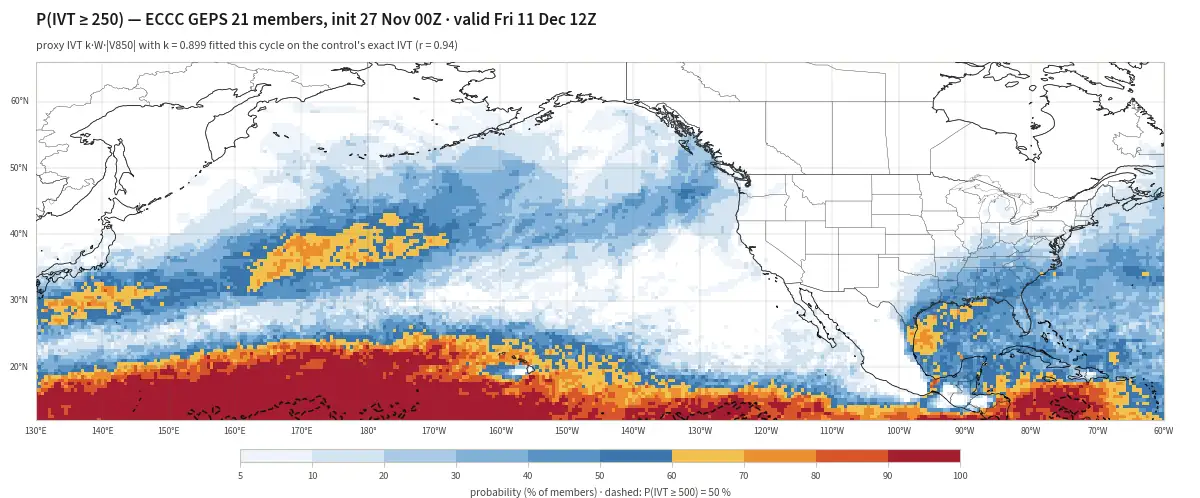 P(IVT ≥ 250) — ECCC GEPS 21 members, init 27 Nov 00Z · valid Fri 11 Dec 12Z
proxy IVT k·W·|V850| with k = 0.899 fitted this cycle on the control's exact IVT (r = 0.94)
60°N
50°N
40°N
30°N
20°N
130°E 140°E 150°E 160°E 170°E 180° 170°W 160°W 150°W 140°W 130°W 120°W 110°W 100°W 90°W 80°W 70°W 60°W
5 10 20 30 40 50 60 70 80 90 100
probability (% of members) · dashed: P(IVT ≥ 500) = 50 %